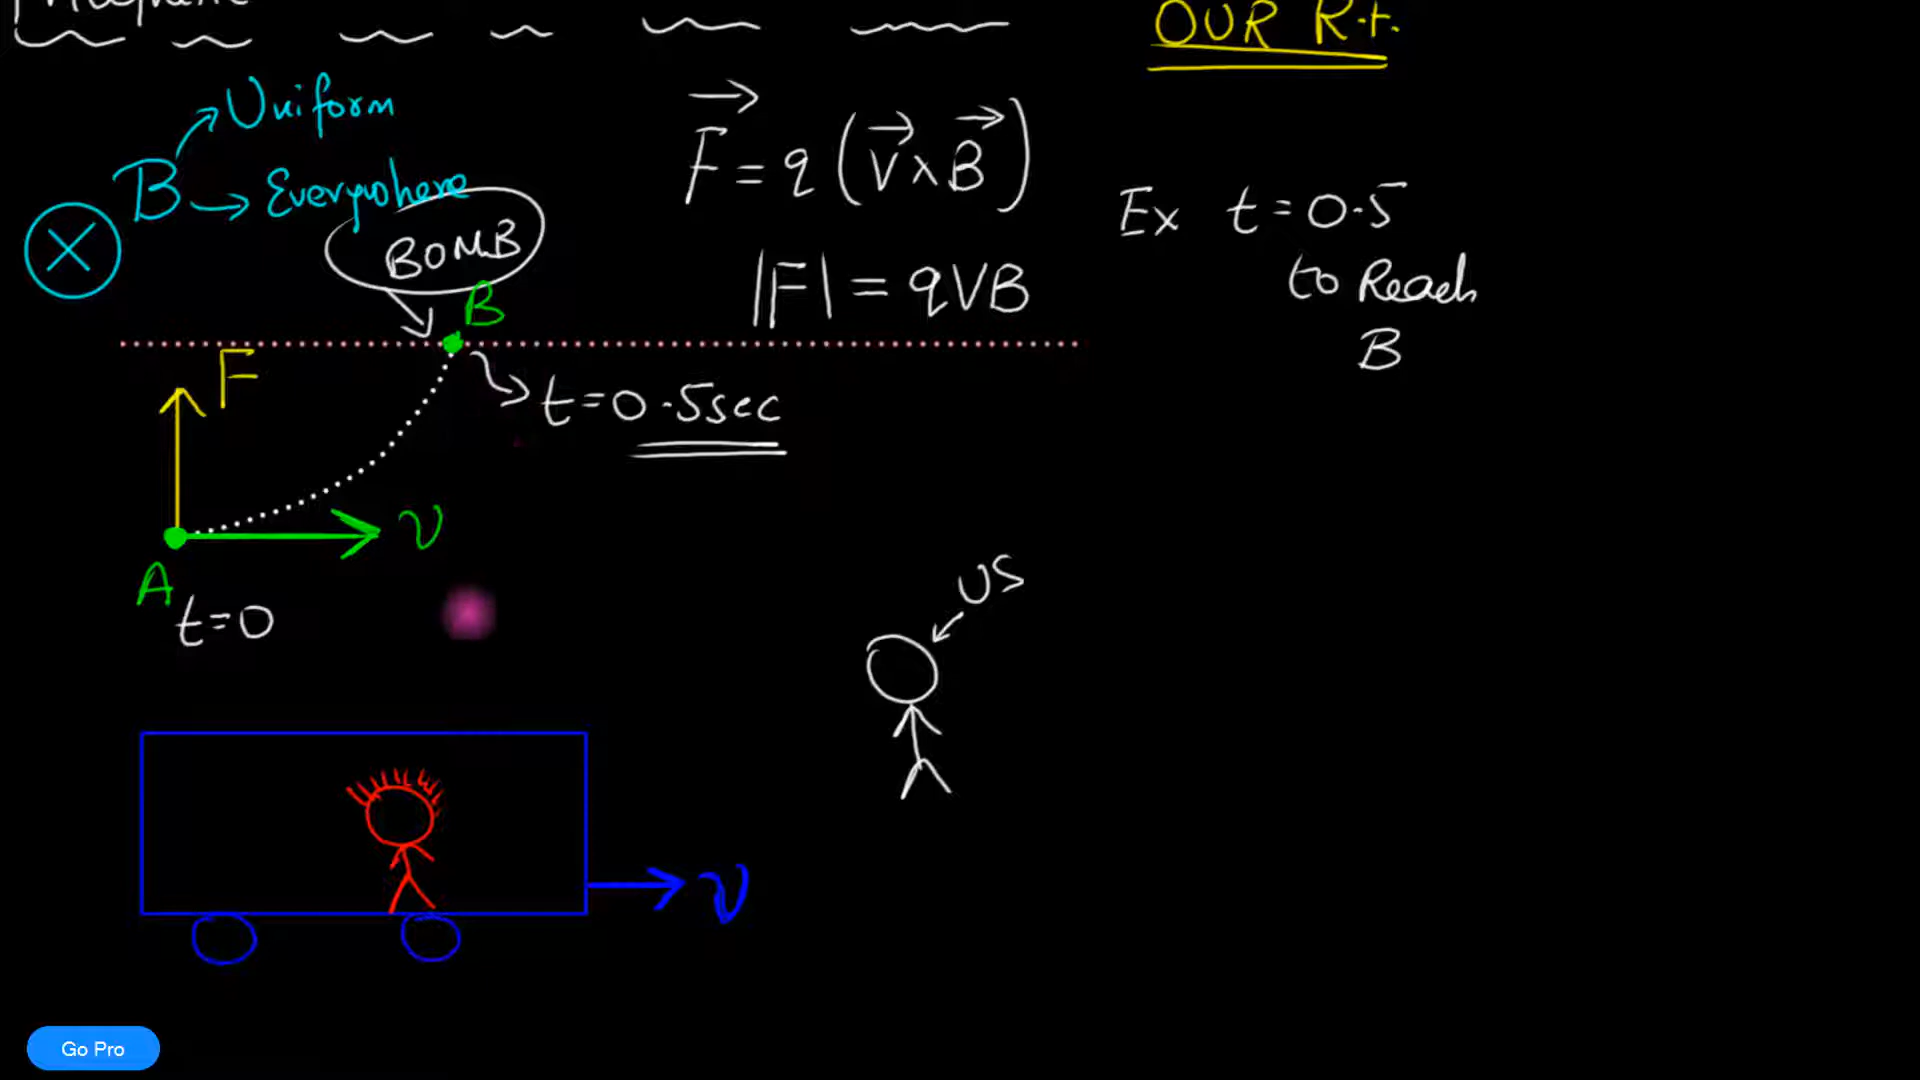 OUR R.f.
Uniform
B → Everywhere
BOMB
B
F
t=0.5sec
A
v
t=0
F = q (V x B)
|F| = qVB
Ex t=0.5
to Reach
B
US
v
Go Pro